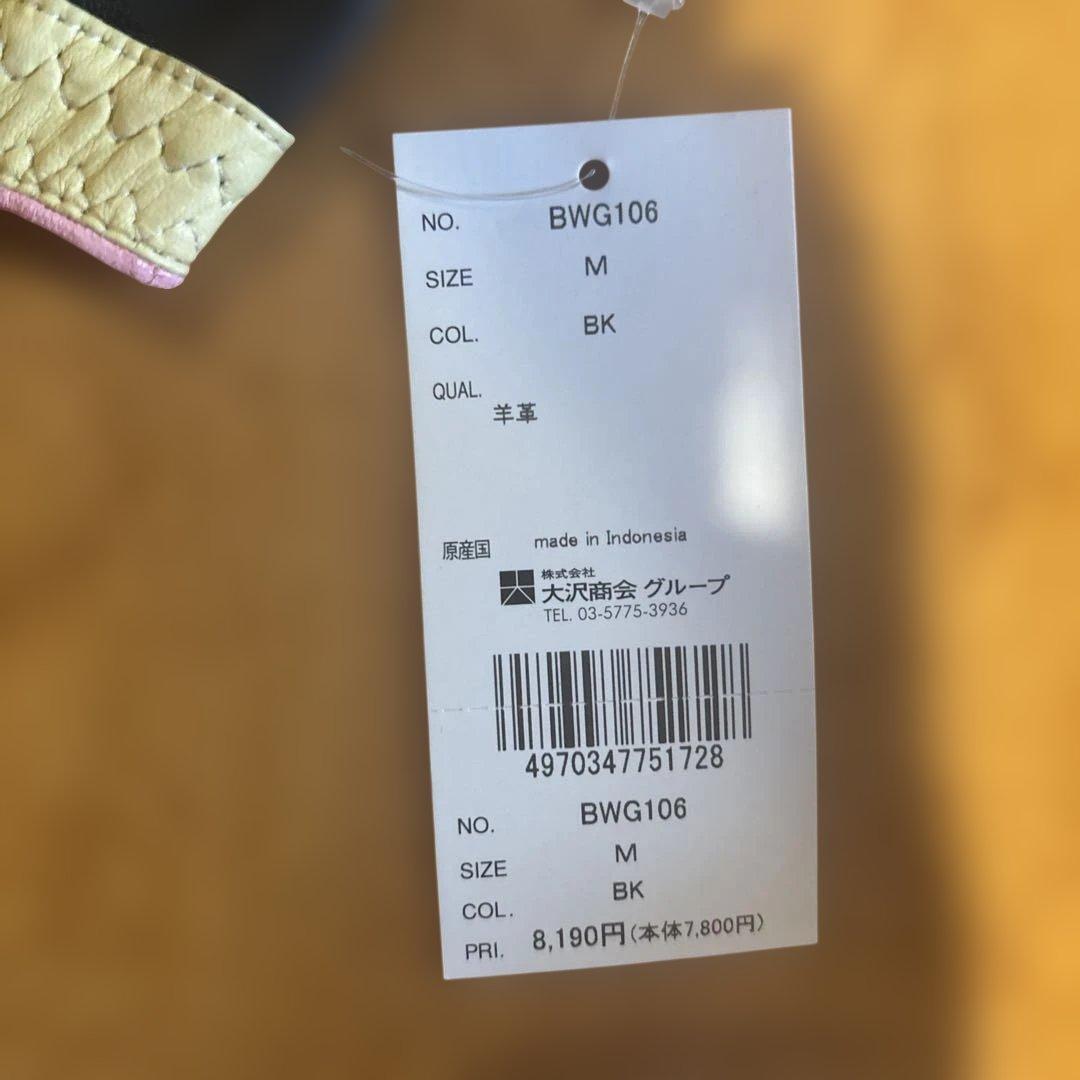 NO. BWG106
SIZE M
COL. BK
QUAL.
羊革
原産国 made in Indonesia
株式会社
大沢商会 グループ
TEL. 03-5775-3936
4970347751728
NO. BWG106
SIZE M
COL. BK
PRI. 8,190円(本体7,800円)